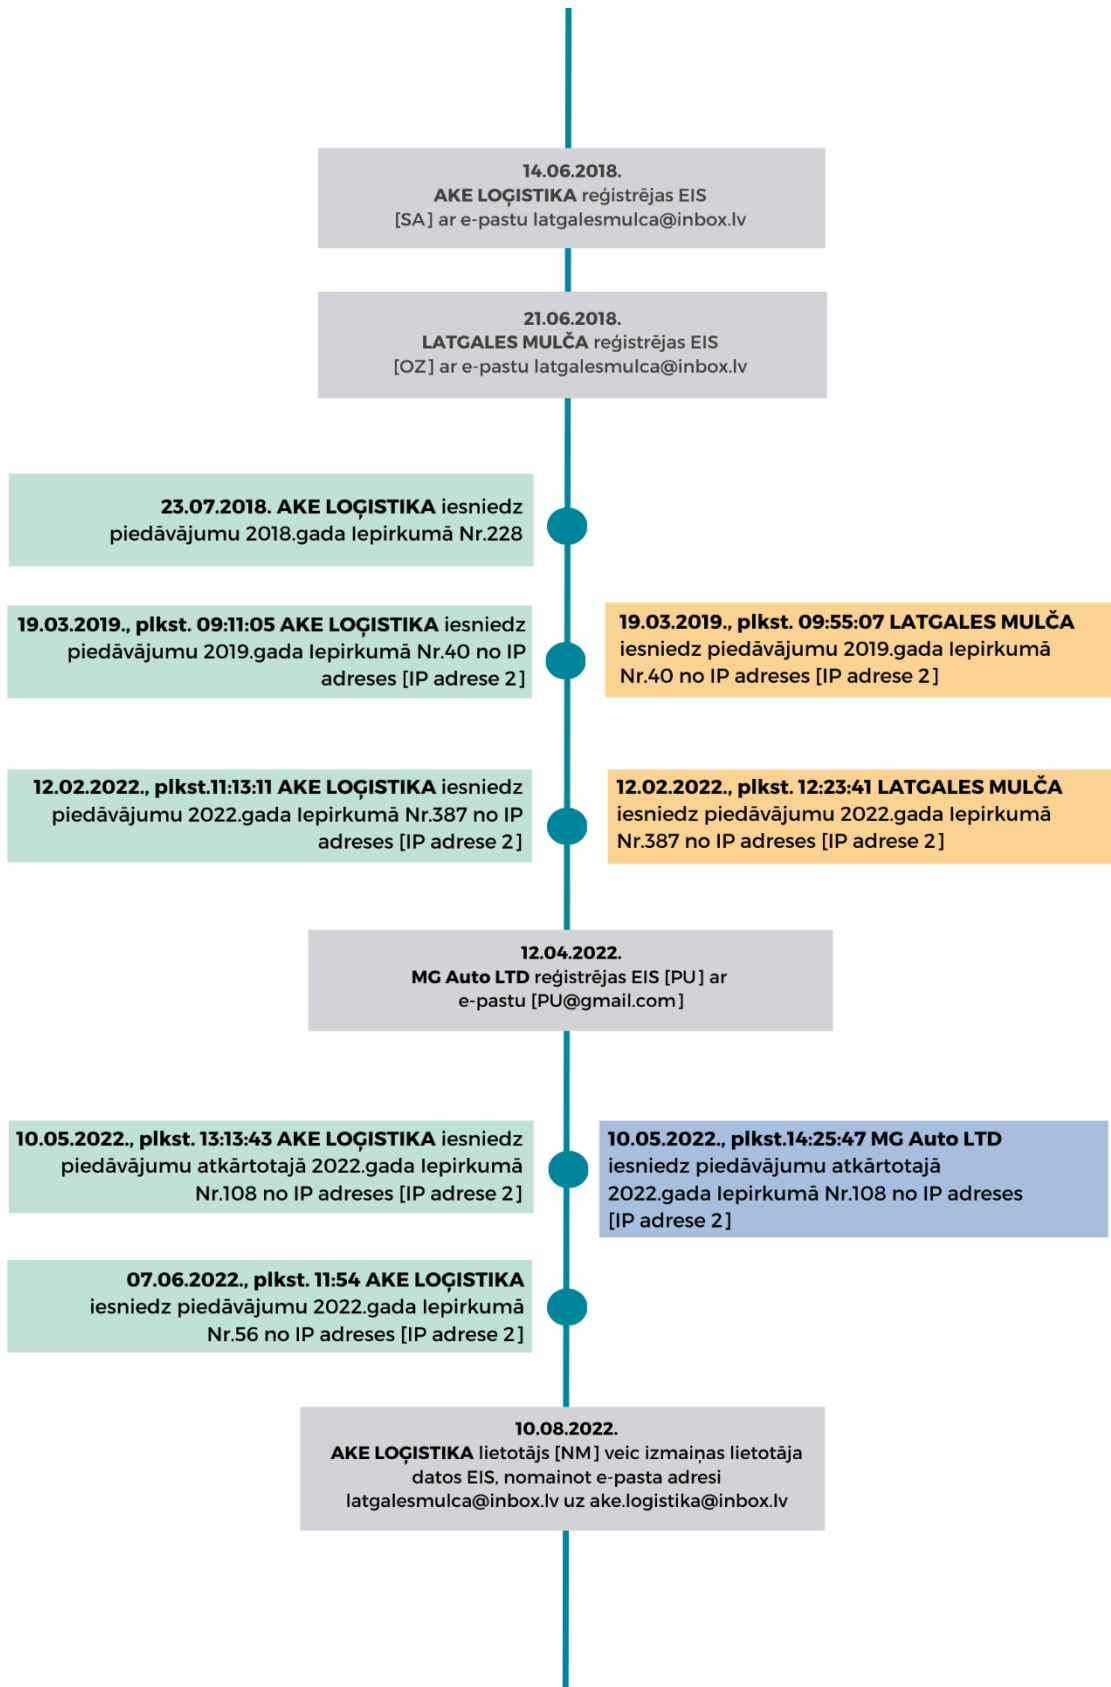 14.06.2018.
AKE LOĢISTIKA reģistrējas EIS
[SA] ar e-pastu latgalesmulca@inbox.lv
21.06.2018.
LATGALES MULČA reģistrējas EIS
[OZ] ar e-pastu latgalesmulca@inbox.lv
23.07.2018. AKE LOĢISTIKA iesniedz
piedāvājumu 2018.gada Iepirkumā Nr.228
19.03.2019., plkst. 09:11:05 AKE LOĢISTIKA iesniedz
piedāvājumu 2019.gada Iepirkumā Nr.40 no IP
adreses [IP adrese 2]
19.03.2019., plkst. 09:55:07 LATGALES MULČA
iesniedz piedāvājumu 2019.gada Iepirkumā
Nr.40 no IP adreses [IP adrese 2]
12.02.2022., plkst.11:13:11 AKE LOĢISTIKA iesniedz
piedāvājumu 2022.gada Iepirkumā Nr.387 no IP
adreses [IP adrese 2]
12.02.2022., plkst. 12:23:41 LATGALES MULČA
iesniedz piedāvājumu 2022.gada Iepirkumā
Nr.387 no IP adreses [IP adrese 2]
12.04.2022.
MG Auto LTD reģistrējas EIS [PU] ar
e-pastu [PU@gmail.com]
10.05.2022., plkst. 13:13:43 AKE LOĢISTIKA iesniedz
piedāvājumu atkārtotajā 2022.gada Iepirkumā
Nr.108 no IP adreses [IP adrese 2]
10.05.2022., plkst.14:25:47 MG Auto LTD
iesniedz piedāvājumu atkārtotajā
2022.gada Iepirkumā Nr.108 no IP adreses
[IP adrese 2]
07.06.2022., plkst. 11:54 AKE LOĢISTIKA
iesniedz piedāvājumu 2022.gada Iepirkumā
Nr.56 no IP adreses [IP adrese 2]
10.08.2022.
AKE LOĢISTIKA lietotājs [NM] veic izmaiņas lietotāja
datos EIS, nomainot e-pasta adresi
latgalesmulca@inbox.lv uz ake.logistika@inbox.lv